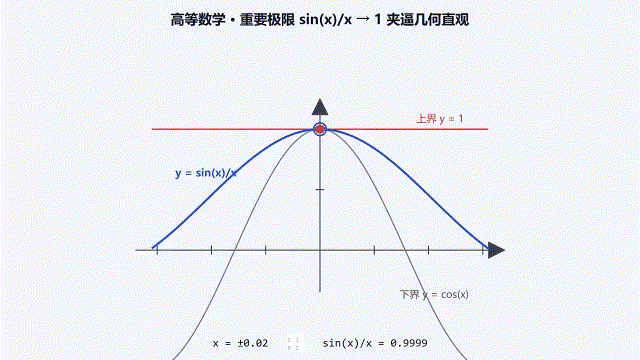 高等数学・重要极限 sin(x)/x → 1 夹逼几何直观
上界 y = 1
y = sin(x)/x
下界 y = cos(x)
x = ±0.02 sin(x)/x = 0.9999